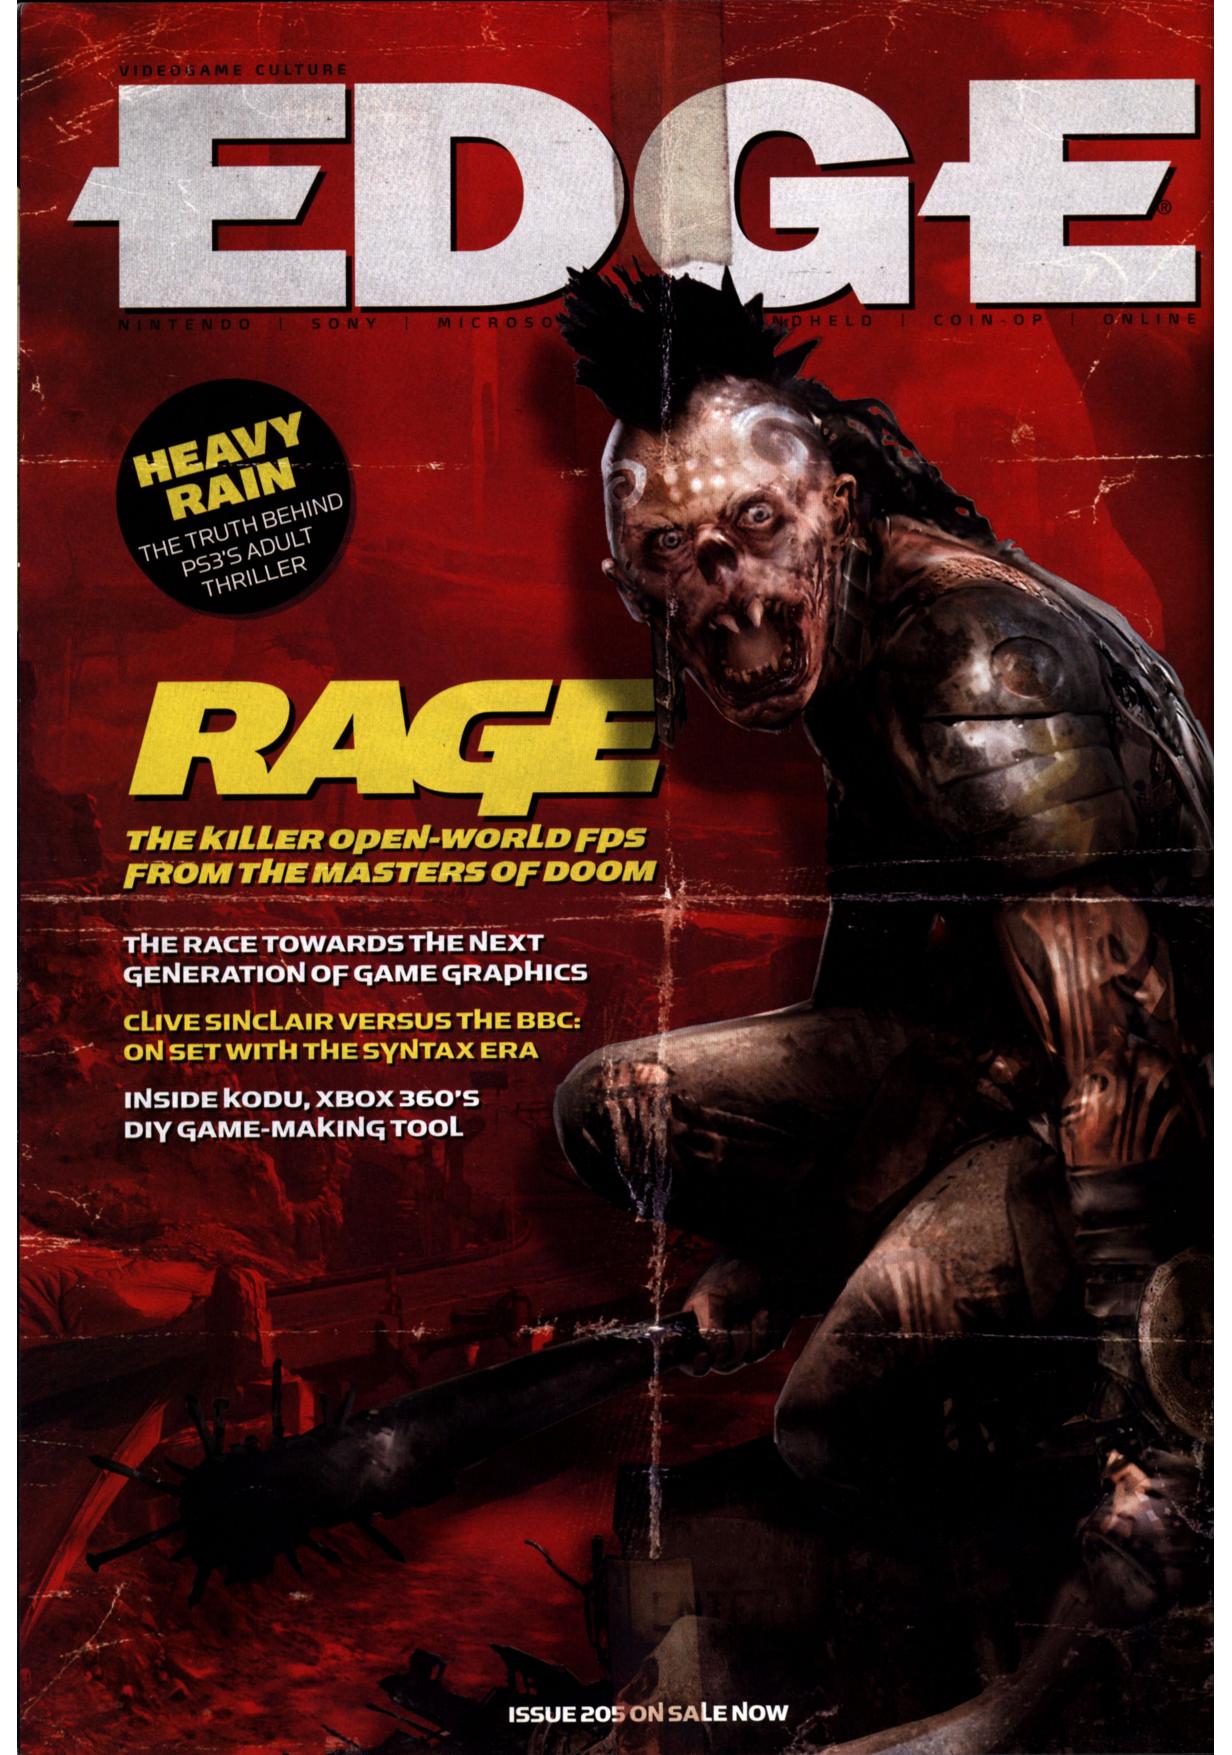 VIDEOGAME CULTURE
EDGE
®
NINTENDO | SONY | MICROSO NDHELD | COIN-OP | ONLINE
HEAVY
RAIN
THE TRUTH BEHIND
PS3'S ADULT
THRILLER
RAGE
THE KILLER OPEN-WORLD FPS
FROM THE MASTERS OF DOOM
THE RACE TOWARDS THE NEXT
GENERATION OF GAME GRAPHICS
CLIVE SINCLAIR VERSUS THE BBC:
ON SET WITH THE SYNTAX ERA
INSIDE KODU, XBOX 360'S
DIY GAME-MAKING TOOL
ISSUE 205 ON SALE NOW